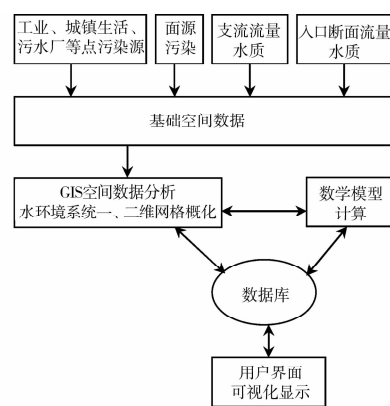 工业、城镇生活、
污水厂等点污染源
面源
污染
支流流量
水质
入口断面流量
水质
基础空间数据
GIS空间数据分析
水环境系统一、二维网格概化
数学模型
计算
数据库
用户界面
可视化显示